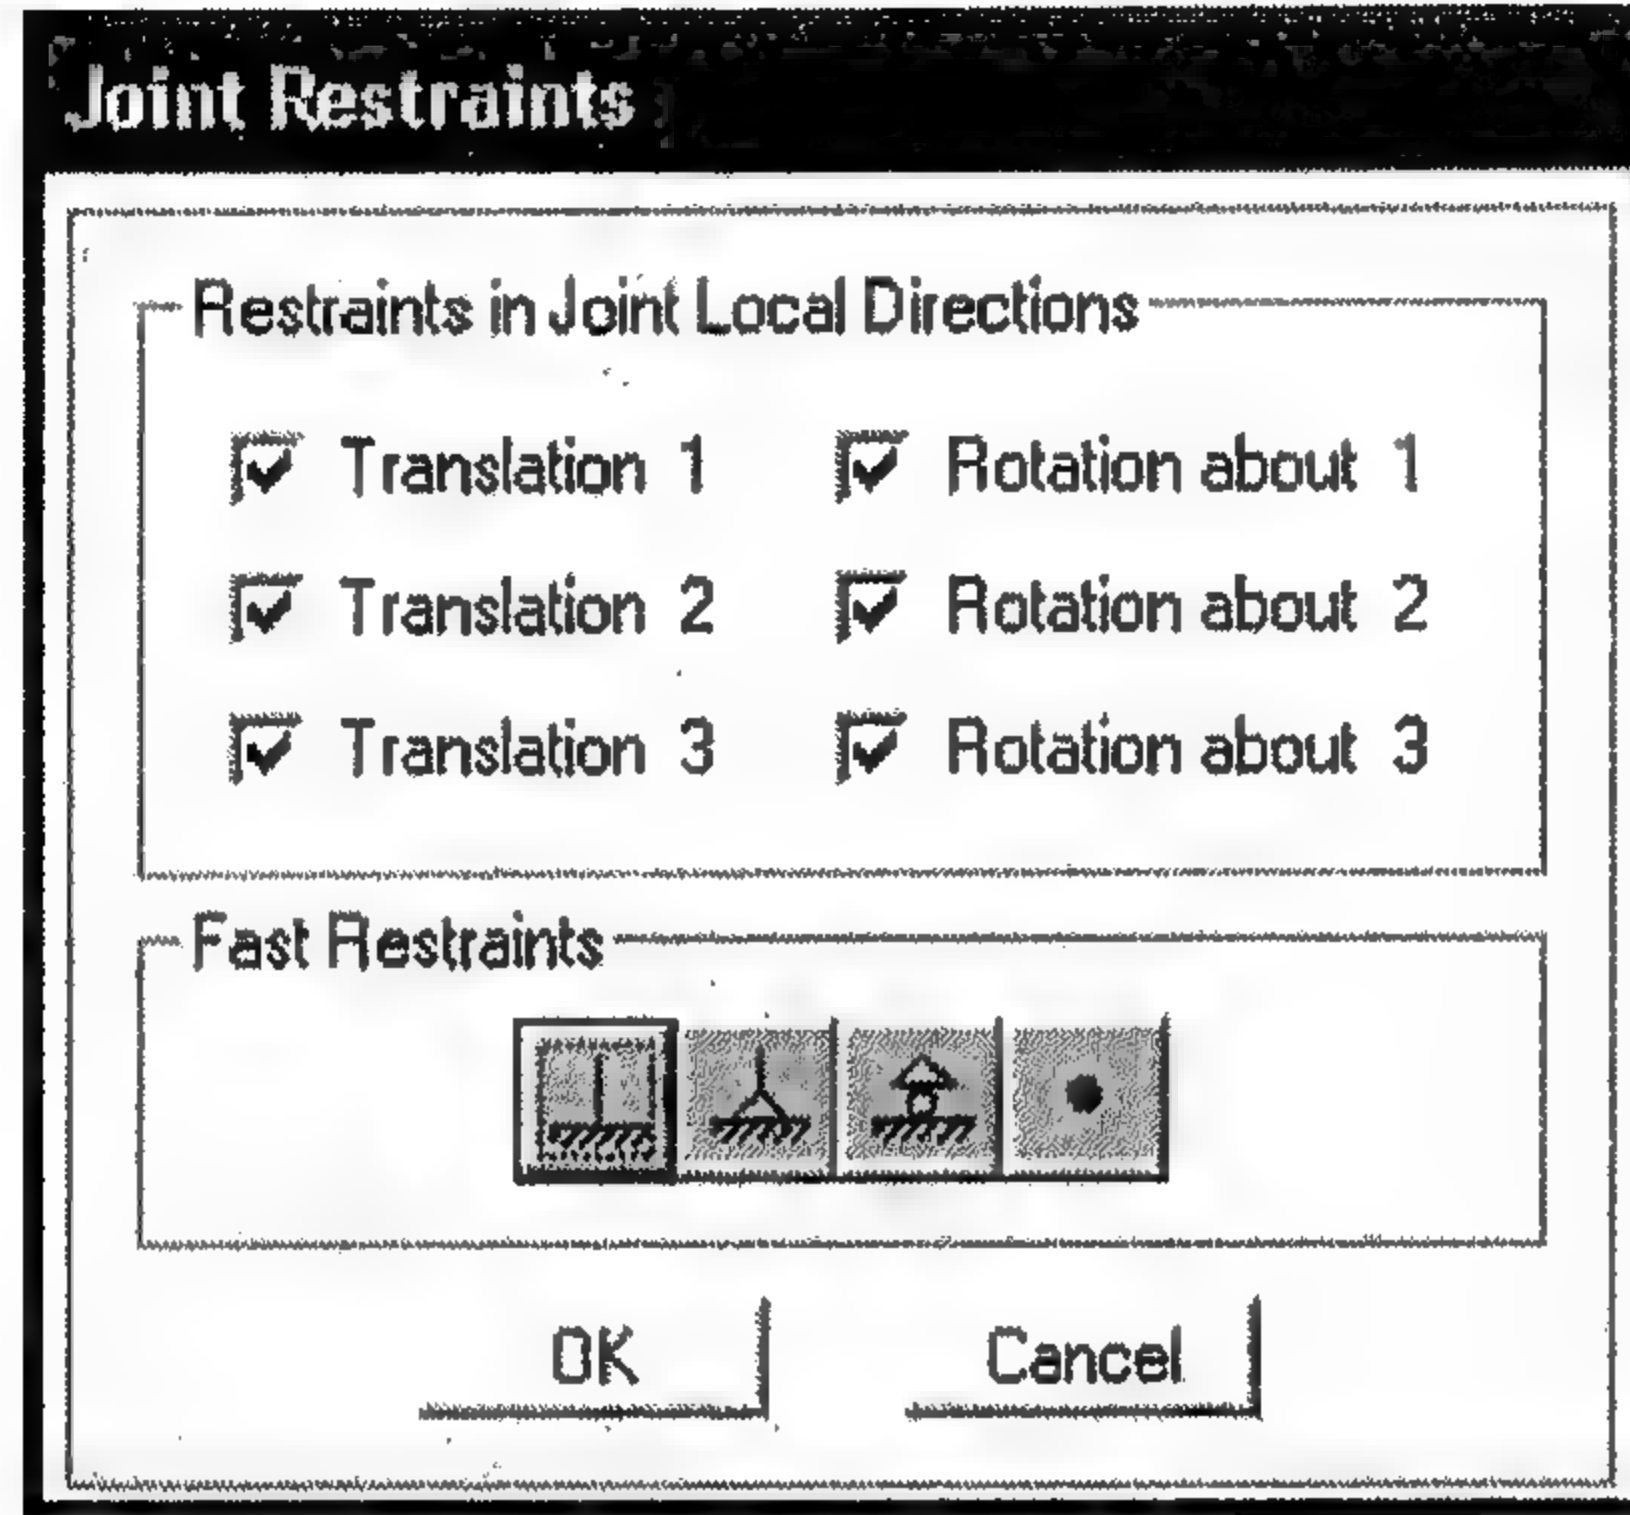 Joint Restraints
Restraints in Joint Local Directions
Translation 1 Rotation about 1
Translation 2 Rotation about 2
Translation 3 Rotation about 3
Fast Restraints
OK Cancel